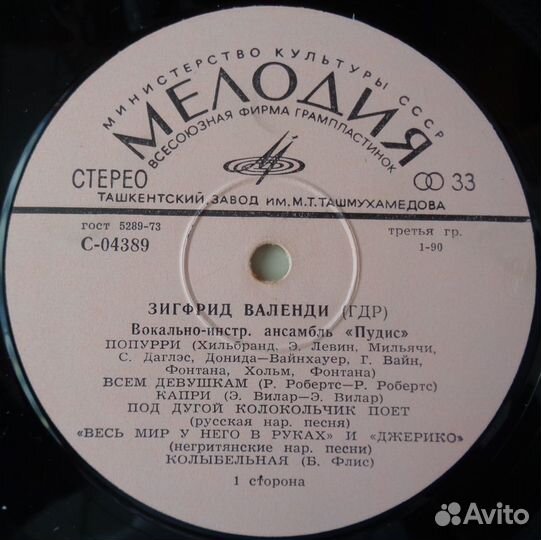 МИНИСТЕРСТВО КУЛЬТУРЫ СССР
МЕЛОДИЯ
ВСЕСОЮЗНАЯ ФИРМА ГРАМПЛАСТИНОК
СТЕРЕО 33
ТАШКЕНТСКИЙ ЗАВОД ИМ. М. Т. ТАШМУХАМЕДОВА
гост 5289-73 третья гр.
С-04389 1-90
ЗИГФРИД ВАЛЕНДИ (ГДР)
Вокально-инстр. ансамбль «Пудис»
ПОПУРРИ (Хильбранд, Э. Левин, Мильячи,
С. Даглэс, Донида—Вайнхауер, Г. Вайн,
Фонтана, Хольм, Фонтана)
ВСЕМ ДЕВУШКАМ (Р. Робертс—Р. Робертс)
КАПРИ (Э. Вилар—Э. Вилар)
ПОД ДУГОЙ КОЛОКОЛЬЧИК ПОЕТ
(русская нар. песня)
«ВЕСЬ МИР У НЕГО В РУКАХ» И «ДЖЕРИКО»
(негритянские нар. песни)
КОЛЫБЕЛЬНАЯ (Б. Флис)
1 сторона
Avito